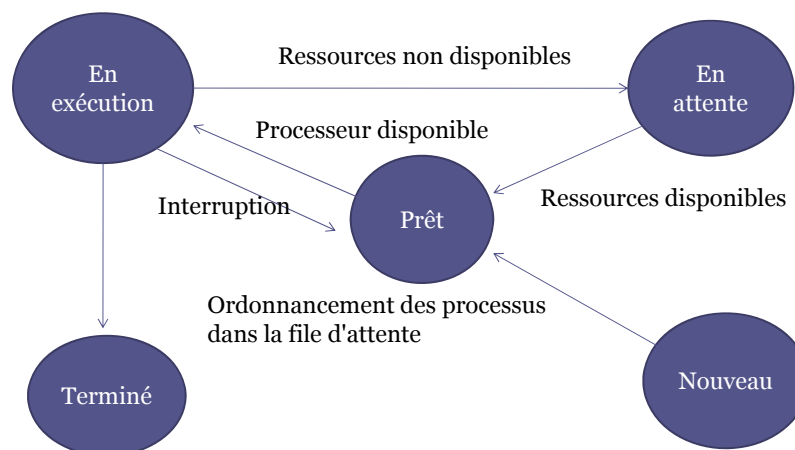 En
exécution
Ressources non disponibles
En
attente
Processeur disponible
Interruption
Prêt
Ressources disponibles
Ordonnancement des processus
dans la file d'attente
Terminé
Nouveau